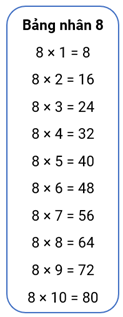 Bảng nhân 8
8 × 1 = 8
8 × 2 = 16
8 × 3 = 24
8 × 4 = 32
8 × 5 = 40
8 × 6 = 48
8 × 7 = 56
8 × 8 = 64
8 × 9 = 72
8 × 10 = 80